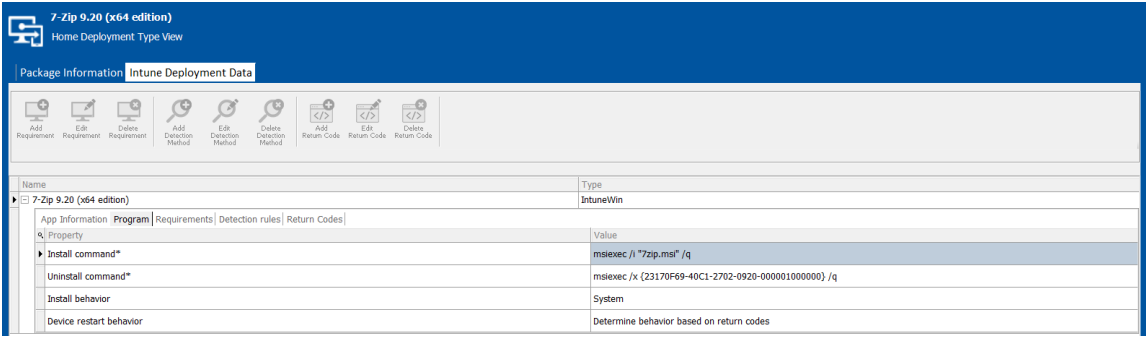 7-Zip 9.20 (x64 edition)
Home Deployment Type View
Package Information Intune Deployment Data
Add Requirement Edit Requirement Delete Requirement Add Detection Method Edit Detection Method Delete Detection Method Add Return Code Edit Return Code Delete Return Code
Name Type
7-Zip 9.20 (x64 edition) IntuneWin
App Information Program Requirements Detection rules Return Codes
Property Value
Install command* msiexec /i "7zip.msi" /q
Uninstall command* msiexec /x {23170F69-40C1-2702-0920-000001000000} /q
Install behavior System
Device restart behavior Determine behavior based on return codes